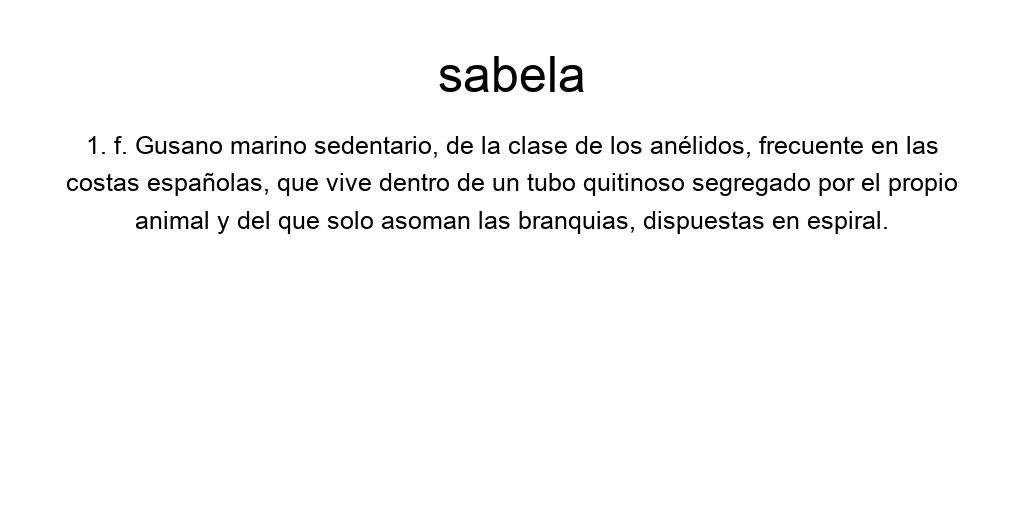 sabela
1. f. Gusano marino sedentario, de la clase de los anélidos, frecuente en las
costas españolas, que vive dentro de un tubo quitinoso segregado por el propio
animal y del que solo asoman las branquias, dispuestas en espiral.